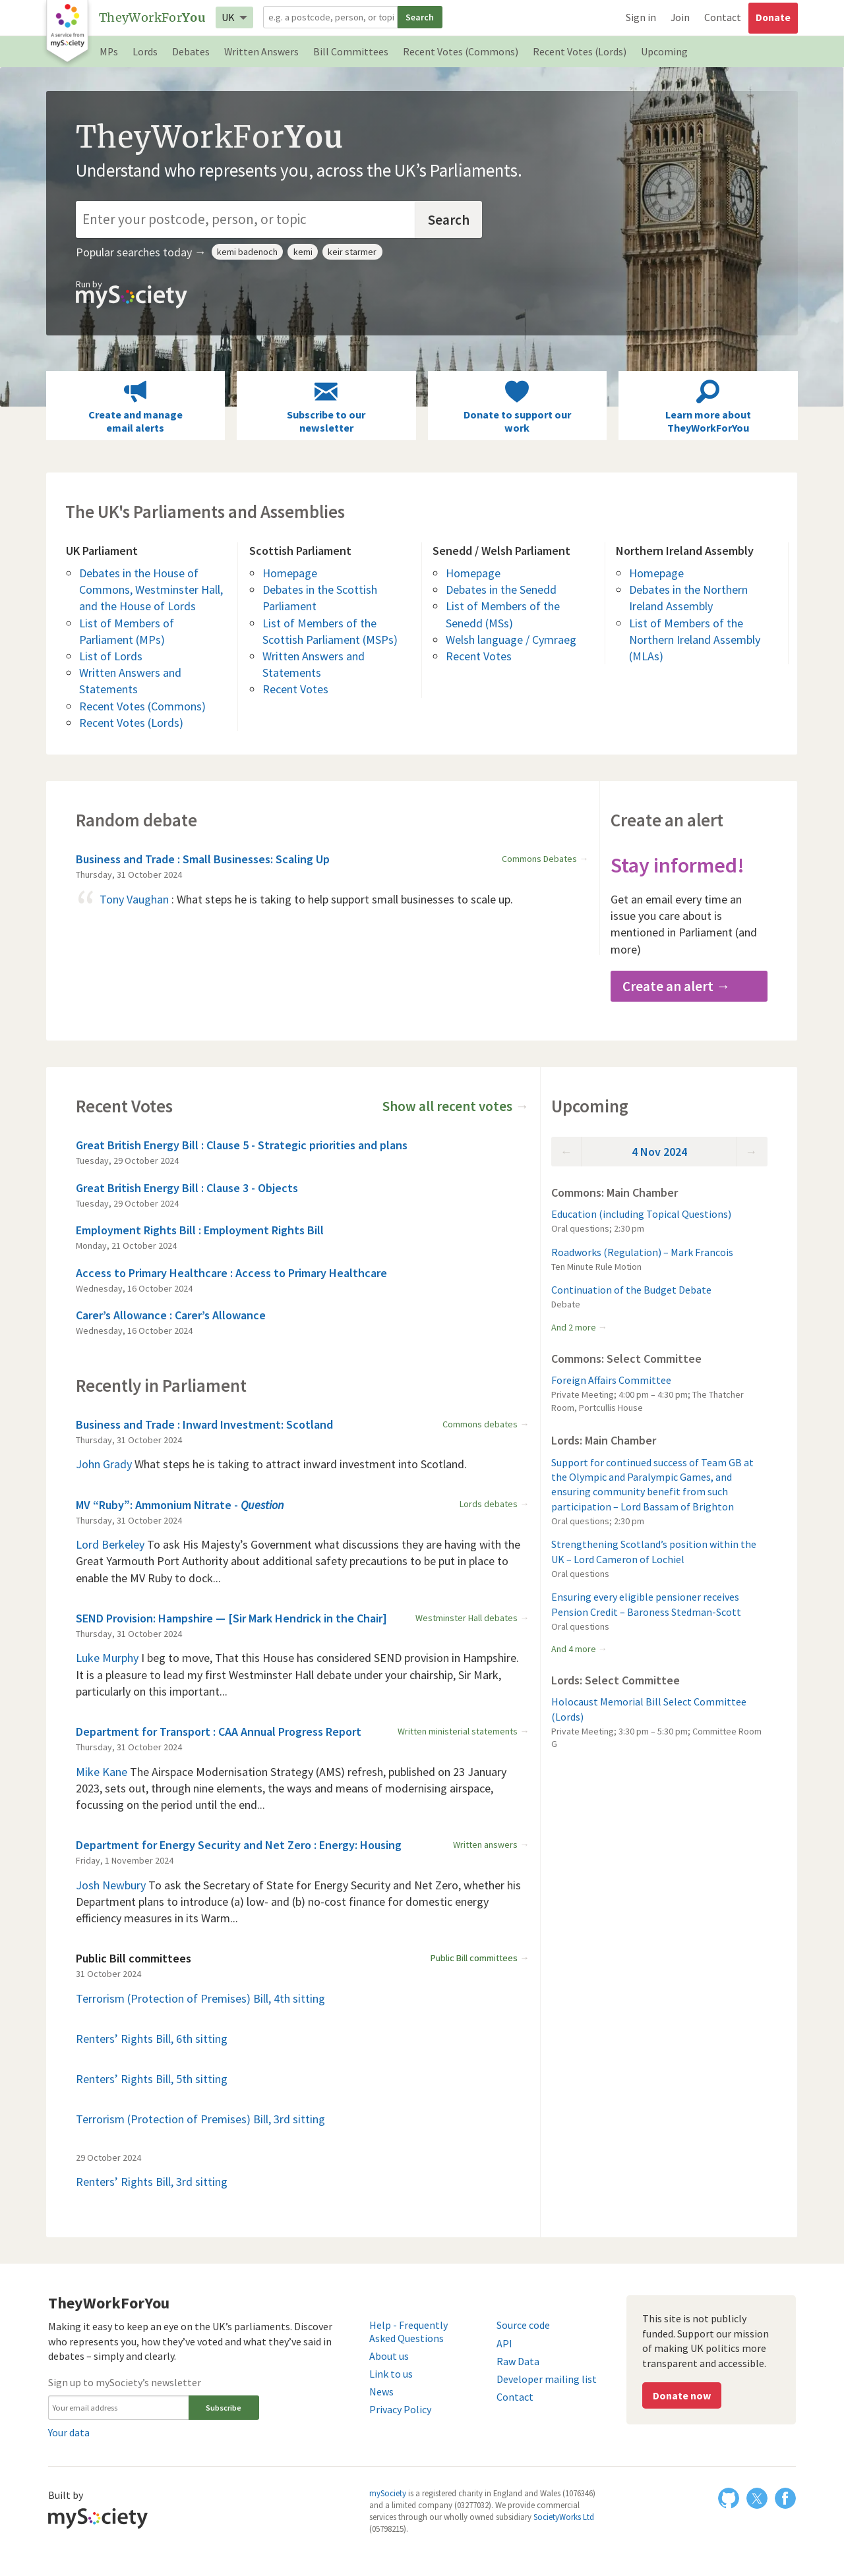 A service from
mySociety
TheyWorkForYou
UK
e.g. a postcode, person, or topi
Search
Sign in
Join
Contact
Donate
MPs
Lords
Debates
Written Answers
Bill Committees
Recent Votes (Commons)
Recent Votes (Lords)
Upcoming
TheyWorkForYou
Understand who represents you, across the UK’s Parliaments.
Enter your postcode, person, or topic
Search
Popular searches today →
kemi badenoch
kemi
keir starmer
Run by
mySociety
Create and manage
email alerts
Subscribe to our
newsletter
Donate to support our
work
Learn more about
TheyWorkForYou
The UK's Parliaments and Assemblies
UK Parliament
Debates in the House of
Commons, Westminster Hall,
and the House of Lords
List of Members of
Parliament (MPs)
List of Lords
Written Answers and
Statements
Recent Votes (Commons)
Recent Votes (Lords)
Scottish Parliament
Homepage
Debates in the Scottish
Parliament
List of Members of the
Scottish Parliament (MSPs)
Written Answers and
Statements
Recent Votes
Senedd / Welsh Parliament
Homepage
Debates in the Senedd
List of Members of the
Senedd (MSs)
Welsh language / Cymraeg
Recent Votes
Northern Ireland Assembly
Homepage
Debates in the Northern
Ireland Assembly
List of Members of the
Northern Ireland Assembly
(MLAs)
Random debate
Business and Trade : Small Businesses: Scaling Up
Commons Debates →
Thursday, 31 October 2024
“ Tony Vaughan : What steps he is taking to help support small businesses to scale up.
Create an alert
Stay informed!
Get an email every time an
issue you care about is
mentioned in Parliament (and
more)
Create an alert →
Recent Votes
Show all recent votes →
Great British Energy Bill : Clause 5 - Strategic priorities and plans
Tuesday, 29 October 2024
Great British Energy Bill : Clause 3 - Objects
Tuesday, 29 October 2024
Employment Rights Bill : Employment Rights Bill
Monday, 21 October 2024
Access to Primary Healthcare : Access to Primary Healthcare
Wednesday, 16 October 2024
Carer’s Allowance : Carer’s Allowance
Wednesday, 16 October 2024
Recently in Parliament
Business and Trade : Inward Investment: Scotland
Commons debates →
Thursday, 31 October 2024
John Grady What steps he is taking to attract inward investment into Scotland.
MV “Ruby”: Ammonium Nitrate - Question
Lords debates →
Thursday, 31 October 2024
Lord Berkeley To ask His Majesty’s Government what discussions they are having with the
Great Yarmouth Port Authority about additional safety precautions to be put in place to
enable the MV Ruby to dock...
SEND Provision: Hampshire — [Sir Mark Hendrick in the Chair]
Westminster Hall debates →
Thursday, 31 October 2024
Luke Murphy I beg to move, That this House has considered SEND provision in Hampshire.
It is a pleasure to lead my first Westminster Hall debate under your chairship, Sir Mark,
particularly on this important...
Department for Transport : CAA Annual Progress Report
Written ministerial statements →
Thursday, 31 October 2024
Mike Kane The Airspace Modernisation Strategy (AMS) refresh, published on 23 January
2023, sets out, through nine elements, the ways and means of modernising airspace,
focussing on the period until the end...
Department for Energy Security and Net Zero : Energy: Housing
Written answers →
Friday, 1 November 2024
Josh Newbury To ask the Secretary of State for Energy Security and Net Zero, whether his
Department plans to introduce (a) low- and (b) no-cost finance for domestic energy
efficiency measures in its Warm...
Public Bill committees
Public Bill committees →
31 October 2024
Terrorism (Protection of Premises) Bill, 4th sitting
Renters’ Rights Bill, 6th sitting
Renters’ Rights Bill, 5th sitting
Terrorism (Protection of Premises) Bill, 3rd sitting
29 October 2024
Renters’ Rights Bill, 3rd sitting
Upcoming
← 4 Nov 2024 →
Commons: Main Chamber
Education (including Topical Questions)
Oral questions; 2:30 pm
Roadworks (Regulation) – Mark Francois
Ten Minute Rule Motion
Continuation of the Budget Debate
Debate
And 2 more →
Commons: Select Committee
Foreign Affairs Committee
Private Meeting; 4:00 pm – 4:30 pm; The Thatcher
Room, Portcullis House
Lords: Main Chamber
Support for continued success of Team GB at
the Olympic and Paralympic Games, and
ensuring community benefit from such
participation – Lord Bassam of Brighton
Oral questions; 2:30 pm
Strengthening Scotland’s position within the
UK – Lord Cameron of Lochiel
Oral questions
Ensuring every eligible pensioner receives
Pension Credit – Baroness Stedman-Scott
Oral questions
And 4 more →
Lords: Select Committee
Holocaust Memorial Bill Select Committee
(Lords)
Private Meeting; 3:30 pm – 5:30 pm; Committee Room
G
TheyWorkForYou
Making it easy to keep an eye on the UK’s parliaments. Discover
who represents you, how they’ve voted and what they’ve said in
debates – simply and clearly.
Sign up to mySociety’s newsletter
Your email address
Subscribe
Your data
Help - Frequently
Asked Questions
About us
Link to us
News
Privacy Policy
Source code
API
Raw Data
Developer mailing list
Contact
This site is not publicly
funded. Support our mission
of making UK politics more
transparent and accessible.
Donate now
Built by
mySociety
mySociety is a registered charity in England and Wales (1076346)
and a limited company (03277032). We provide commercial
services through our wholly owned subsidiary SocietyWorks Ltd
(05798215).